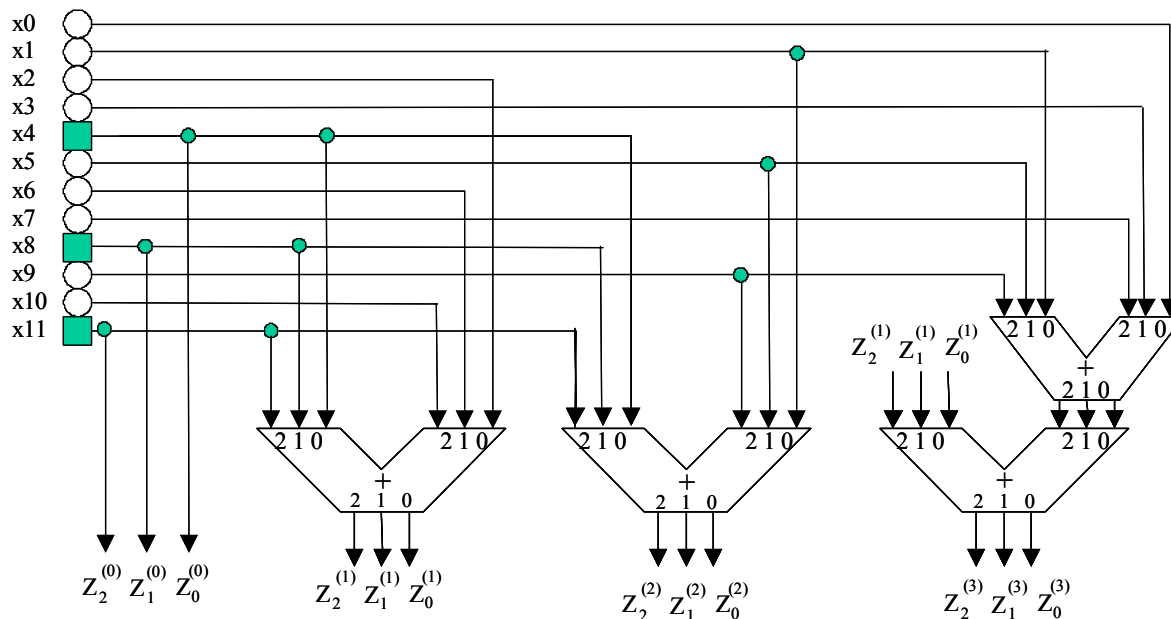 x0
x1
x2
x3
x4
x5
x6
x7
x8
x9
x10
x11
2 1 0
2 1 0
+
2 1 0
Z₂⁽¹⁾ Z₁⁽¹⁾ Z₀⁽¹⁾
2 1 0
2 1 0
+
2 1 0
2 1 0
2 1 0
+
2 1 0
2 1 0
2 1 0
+
2 1 0
Z₂⁽⁰⁾ Z₁⁽⁰⁾ Z₀⁽⁰⁾
Z₂⁽¹⁾ Z₁⁽¹⁾ Z₀⁽¹⁾
Z₂⁽²⁾ Z₁⁽²⁾ Z₀⁽²⁾
Z₂⁽³⁾ Z₁⁽³⁾ Z₀⁽³⁾